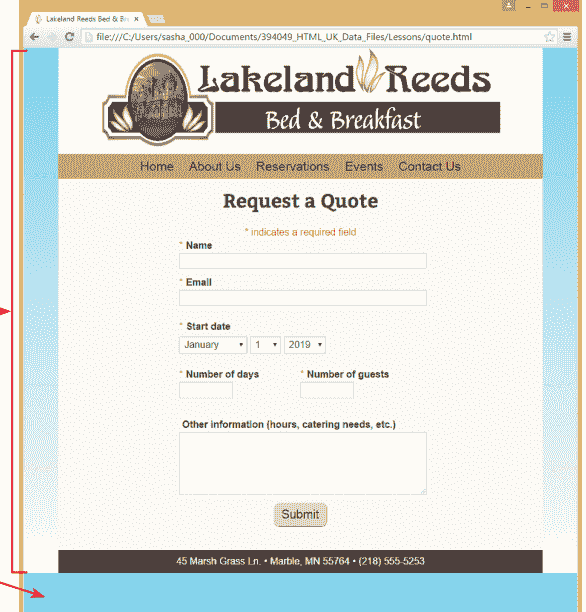 Lakeland Reeds Bed & Bre
file:///C:/Users/sasha_000/Documents/394049_HTML_UK_Data_Files/Lessons/quote.html
Lakeland Reeds
Bed & Breakfast
Home About Us Reservations Events Contact Us
Request a Quote
* indicates a required field
* Name
* Email
* Start date
January 1 2019
* Number of days * Number of guests
Other information (hours, catering needs, etc.)
Submit
45 Marsh Grass Ln. • Marble, MN 55764 • (218) 555-5253